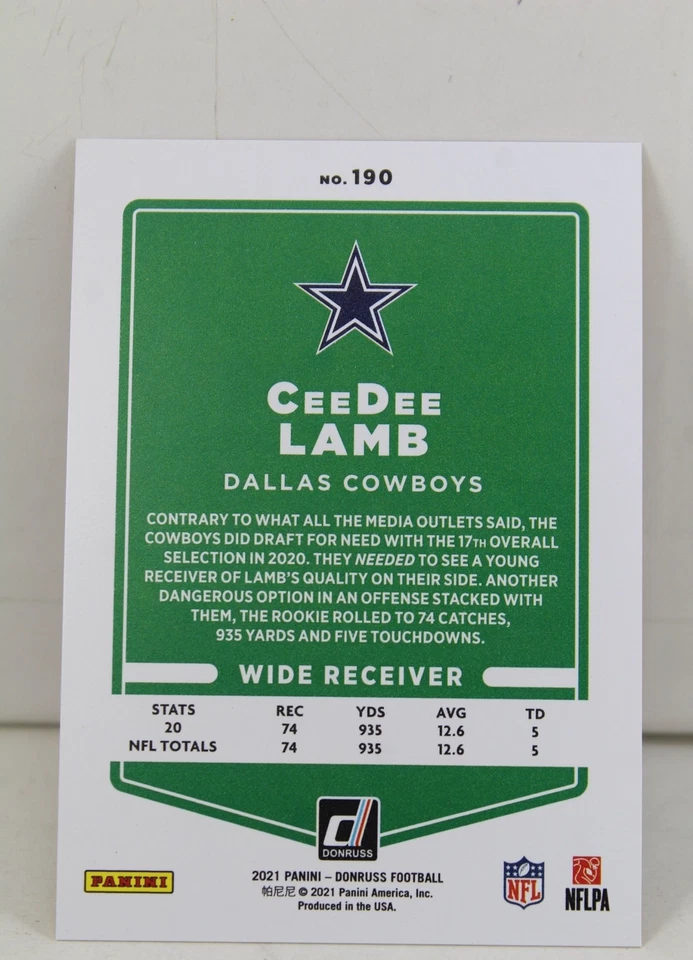 NO. 190
CEEDEE
LAMB
DALLAS COWBOYS
CONTRARY TO WHAT ALL THE MEDIA OUTLETS SAID, THE
COWBOYS DID DRAFT FOR NEED WITH THE 17TH OVERALL
SELECTION IN 2020. THEY NEEDED TO SEE A YOUNG
RECEIVER OF LAMB'S QUALITY ON THEIR SIDE. ANOTHER
DANGEROUS OPTION IN AN OFFENSE STACKED WITH
THEM, THE ROOKIE ROLLED TO 74 CATCHES,
935 YARDS AND FIVE TOUCHDOWNS.
WIDE RECEIVER
STATS REC YDS AVG TD
20 74 935 12.6 5
NFL TOTALS 74 935 12.6 5
d
DONRUSS
PANINI
2021 PANINI – DONRUSS FOOTBALL
帕尼尼 © 2021 Panini America, Inc.
Produced in the USA.
NFL
NFLPA